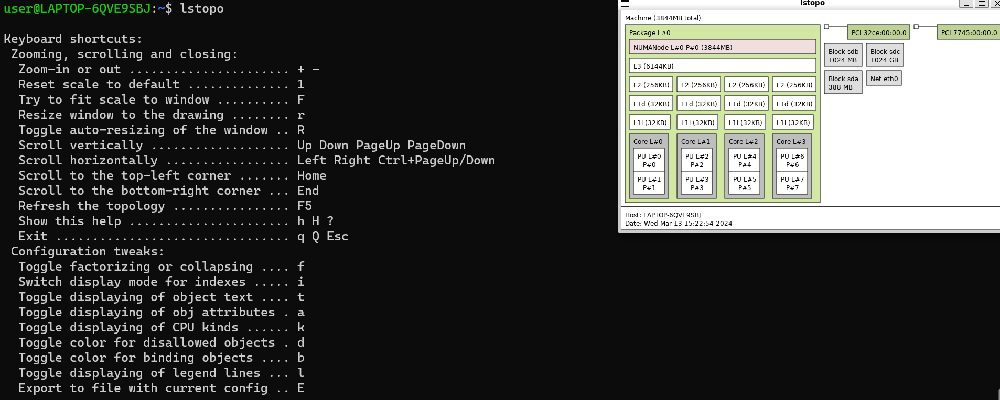 user@LAPTOP-6QVE9SBJ:~$ lstopo
Keyboard shortcuts:
Zooming, scrolling and closing:
Zoom-in or out ...................... + -
Reset scale to default .............. 1
Try to fit scale to window .......... F
Resize window to the drawing ........ r
Toggle auto-resizing of the window .. R
Scroll vertically ................... Up Down PageUp PageDown
Scroll horizontally ................. Left Right Ctrl+PageUp/Down
Scroll to the top-left corner ....... Home
Scroll to the bottom-right corner ... End
Refresh the topology ................ F5
Show this help ...................... h H ?
Exit ................................ q Q Esc
Configuration tweaks:
Toggle factorizing or collapsing .... f
Switch display mode for indexes ..... i
Toggle displaying of object text .... t
Toggle displaying of obj attributes . a
Toggle displaying of CPU kinds ...... k
Toggle color for disallowed objects . d
Toggle color for binding objects .... b
Toggle displaying of legend lines ... l
Export to file with current config .. E
lstopo
Machine (3844MB total)
Package L#0
NUMANode L#0 P#0 (3844MB)
L3 (6144KB)
L2 (256KB) L2 (256KB) L2 (256KB) L2 (256KB)
L1d (32KB) L1d (32KB) L1d (32KB) L1d (32KB)
L1i (32KB) L1i (32KB) L1i (32KB) L1i (32KB)
Core L#0 Core L#1 Core L#2 Core L#3
PU L#0 PU L#2 PU L#4 PU L#6
P#0 P#2 P#4 P#6
PU L#1 PU L#3 PU L#5 PU L#7
P#1 P#3 P#5 P#7
PCI 32ce:00:00.0 PCI 7745:00:00.0
Block sdb Block sdc
1024 MB 1024 GB
Block sda Net eth0
388 MB
Host: LAPTOP-6QVE9SBJ
Date: Wed Mar 13 15:22:54 2024